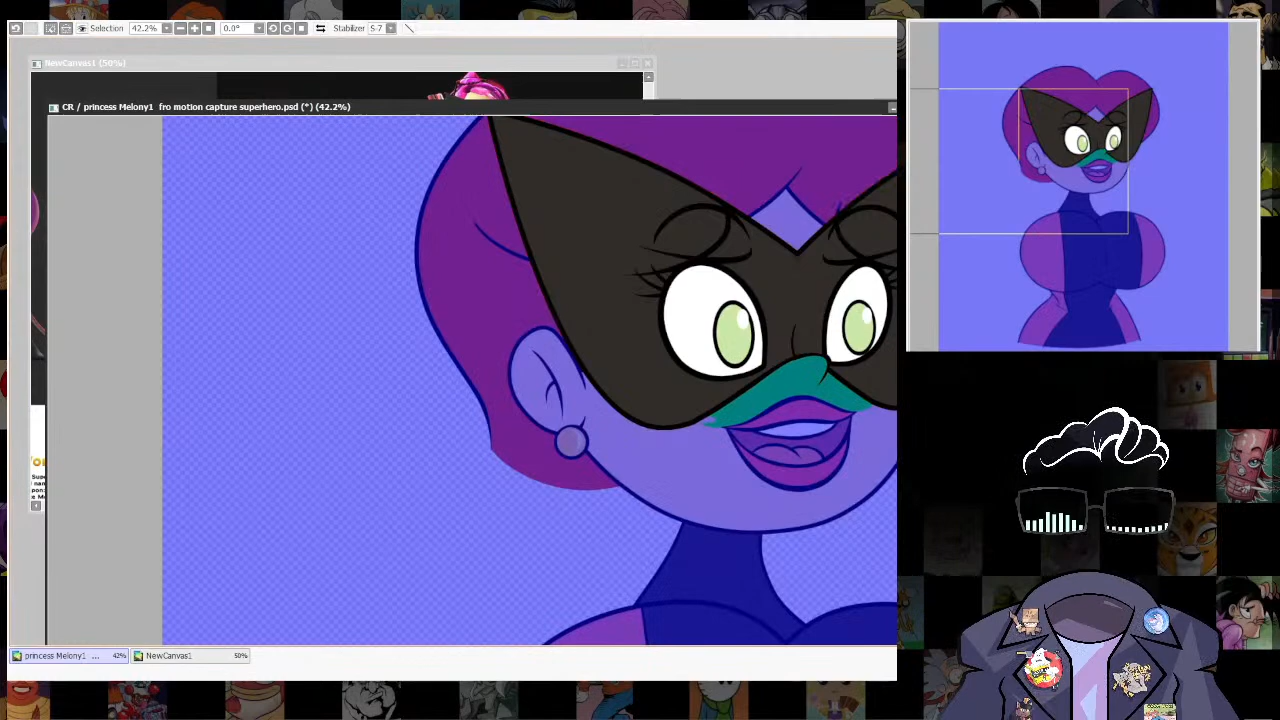 Selection 42.2% 0.0° Stabilizer S-7
NewCanvas1 (50%)
CR / princess Melony1 fro motion capture superhero.psd (*) (42.2%)
princess Melony1 ... 42% NewCanvas1 50%